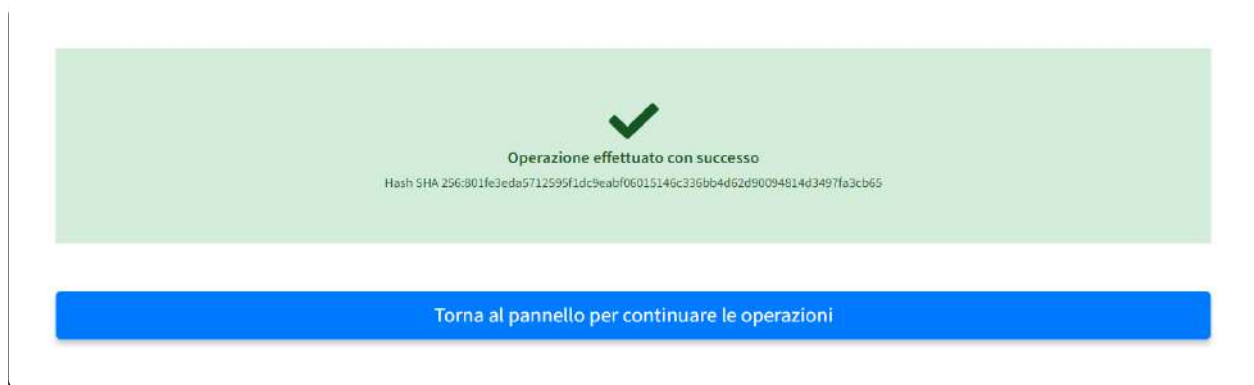 Operazione effettuato con successo
Hash SHA 256:801fe3eda5712595f1dc9eabf06015146c336bb4d62d90094814d3497fa3cb65
Torna al pannello per continuare le operazioni